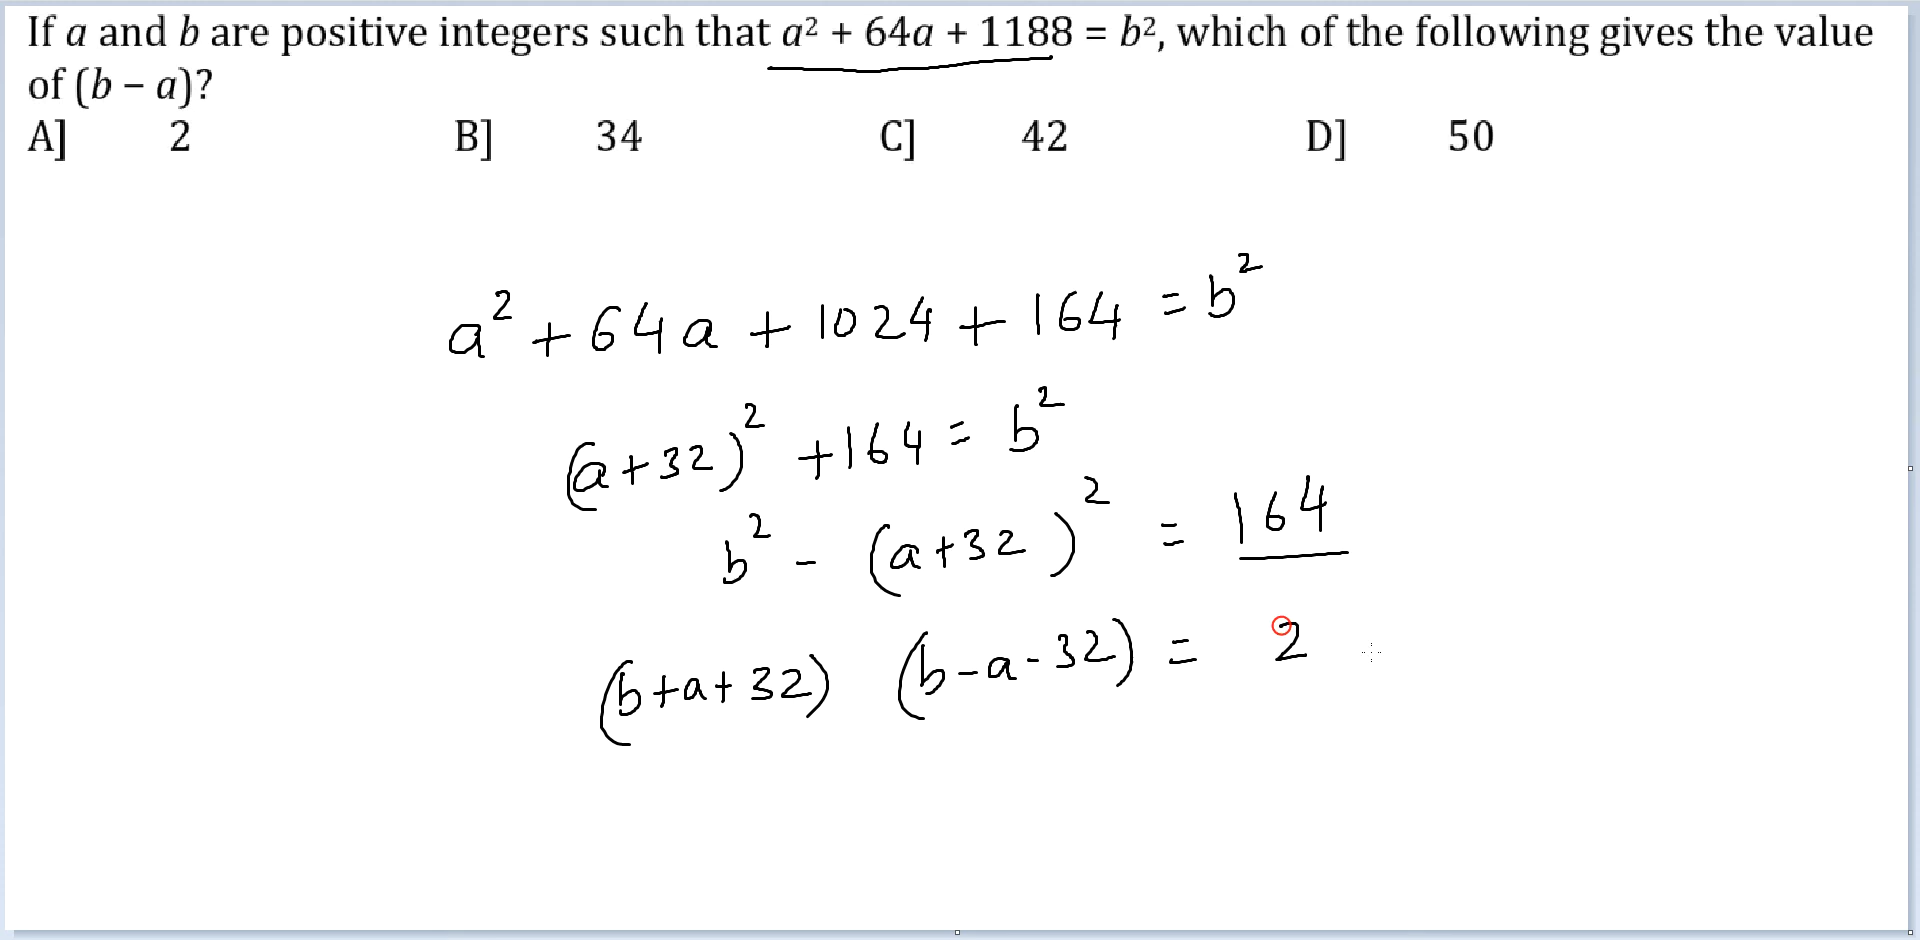 If a and b are positive integers such that a² + 64a + 1188 = b², which of the following gives the value
of (b – a)?
A] 2 B] 34 C] 42 D] 50
a² + 64a + 1024 + 164 = b²
(a+32)² + 164 = b²
b² - (a+32)² = 164
(b+a+32) (b-a-32) = 2